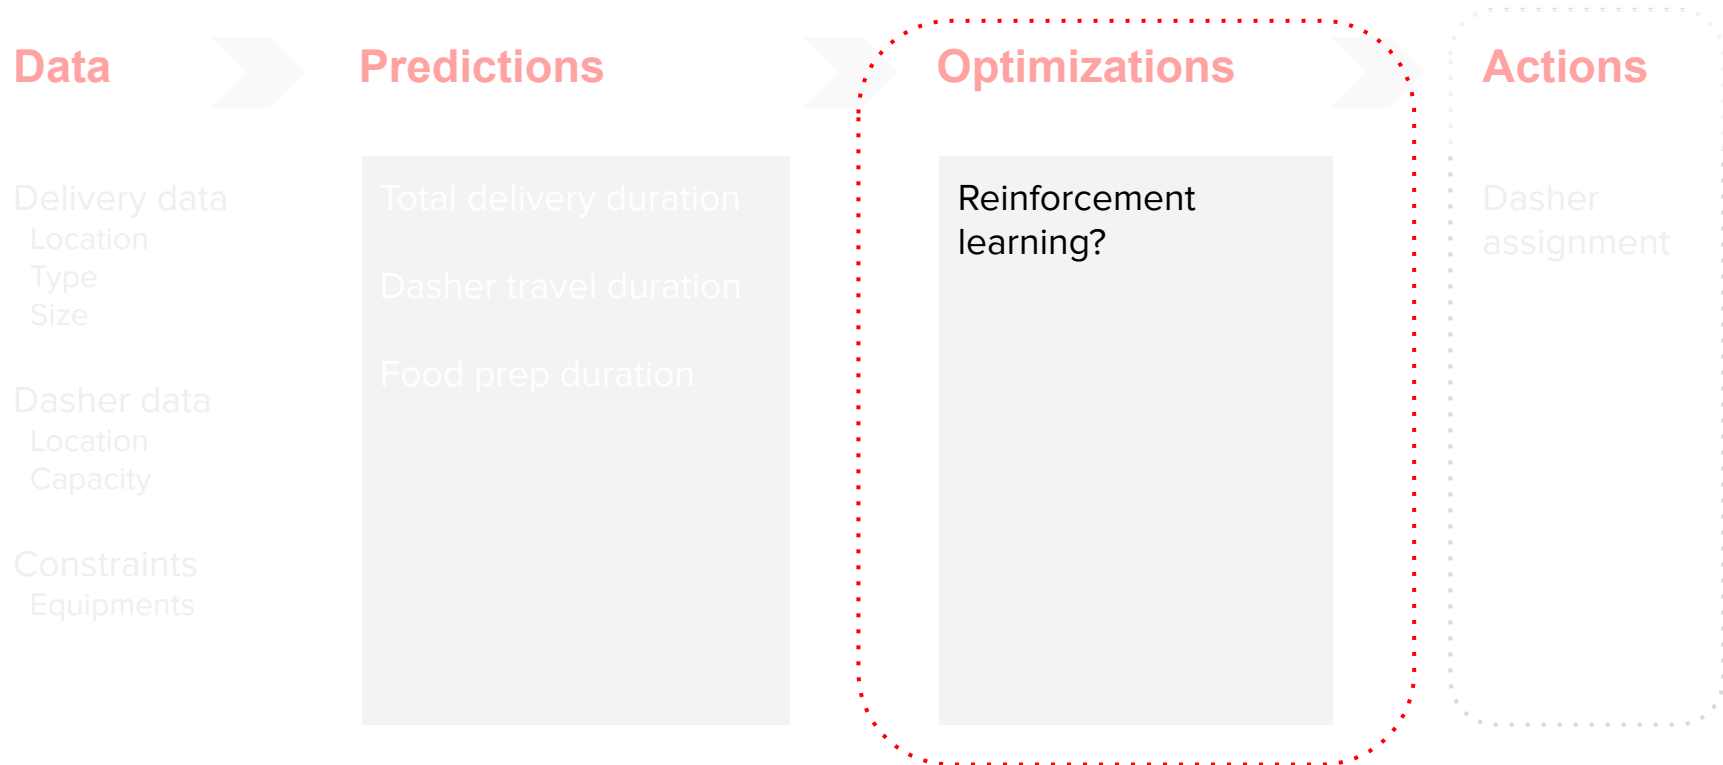 Data
Predictions
Optimizations
Actions
Delivery data
Location
Type
Size
Dasher data
Location
Capacity
Constraints
Equipments
Total delivery duration
Dasher travel duration
Food prep duration
Reinforcement
learning?
Dasher
assignment